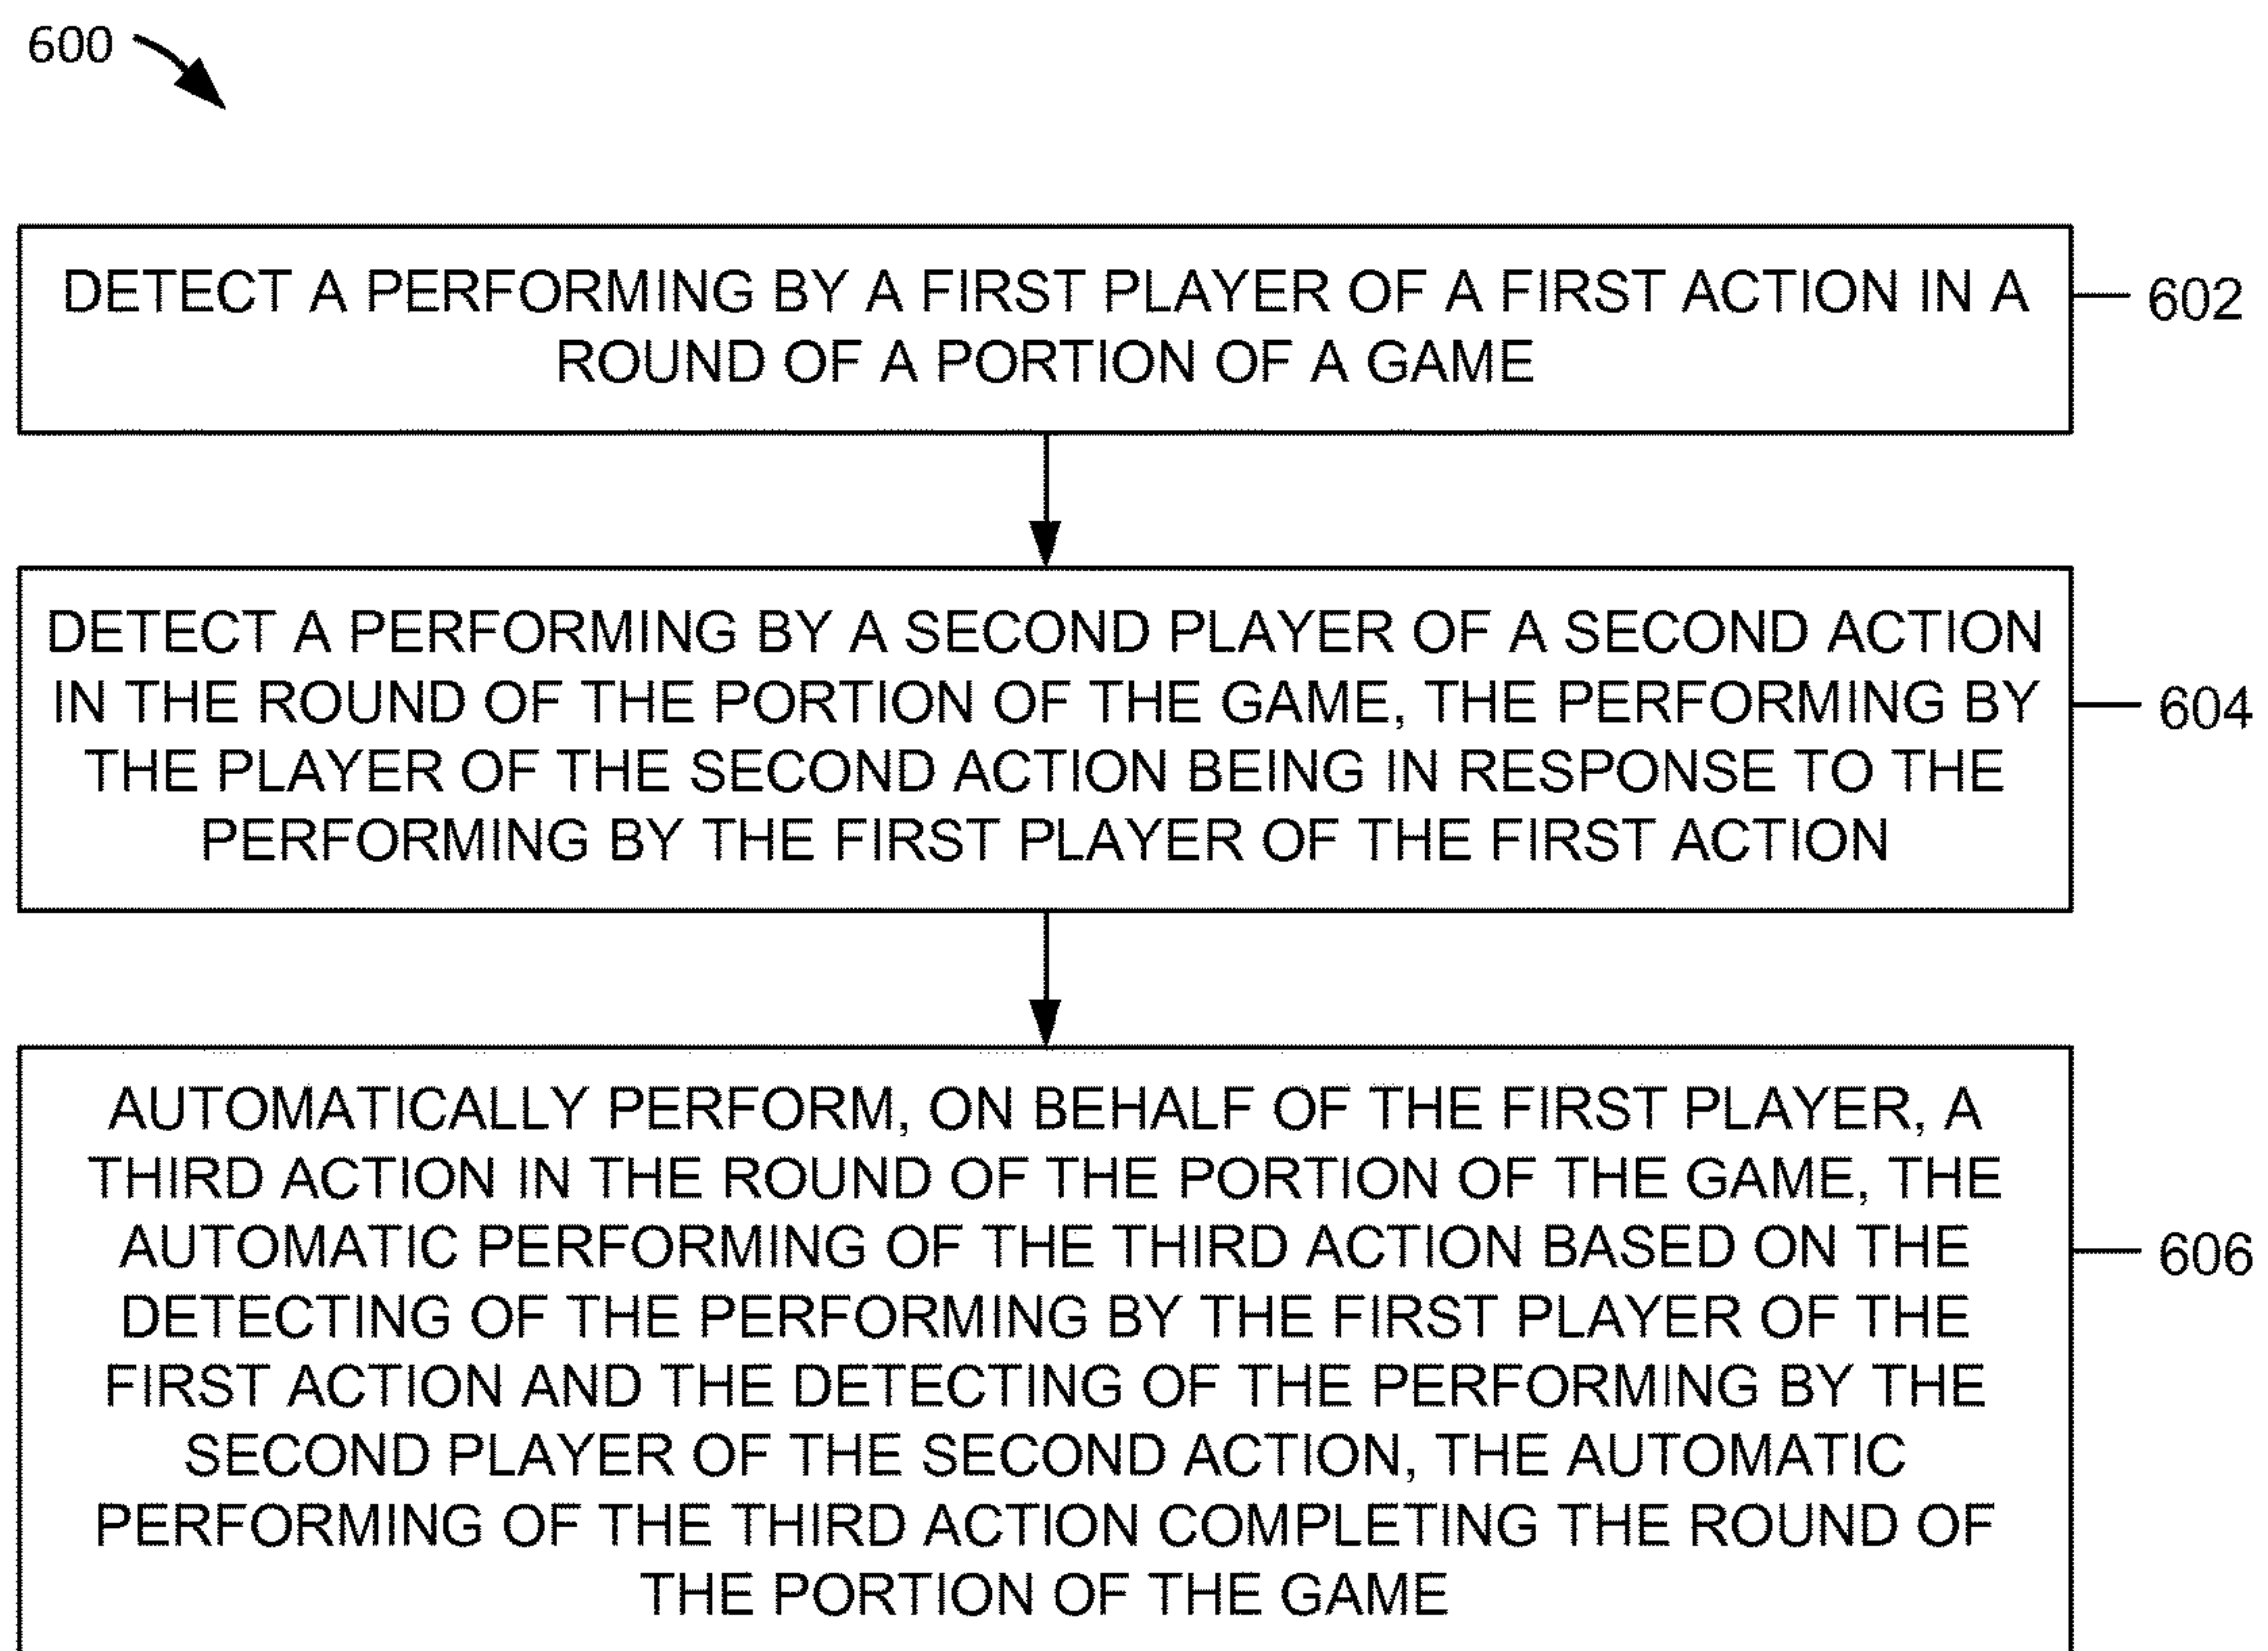 600
DETECT A PERFORMING BY A FIRST PLAYER OF A FIRST ACTION IN A
ROUND OF A PORTION OF A GAME
602
DETECT A PERFORMING BY A SECOND PLAYER OF A SECOND ACTION
IN THE ROUND OF THE PORTION OF THE GAME, THE PERFORMING BY
THE PLAYER OF THE SECOND ACTION BEING IN RESPONSE TO THE
PERFORMING BY THE FIRST PLAYER OF THE FIRST ACTION
604
AUTOMATICALLY PERFORM, ON BEHALF OF THE FIRST PLAYER, A
THIRD ACTION IN THE ROUND OF THE PORTION OF THE GAME, THE
AUTOMATIC PERFORMING OF THE THIRD ACTION BASED ON THE
DETECTING OF THE PERFORMING BY THE FIRST PLAYER OF THE
FIRST ACTION AND THE DETECTING OF THE PERFORMING BY THE
SECOND PLAYER OF THE SECOND ACTION, THE AUTOMATIC
PERFORMING OF THE THIRD ACTION COMPLETING THE ROUND OF
THE PORTION OF THE GAME
606